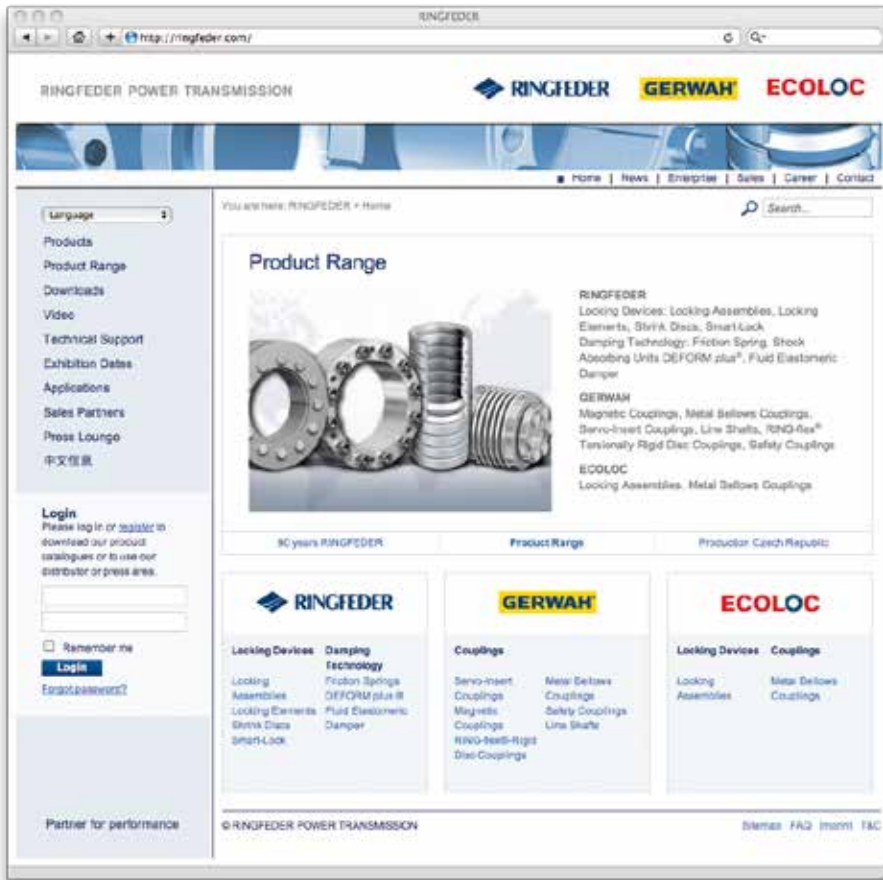 RINGFEDER
http://ringfeder.com/
RINGFEDER POWER TRANSMISSION
RINGFEDER
GERWAH
ECOLOC
Home | News | Enterprise | Sales | Career | Contact
Language
You are here: RINGFEDER > Home
Search...
Products
Product Range
Downloads
Video
Technical Support
Exhibition Dates
Applications
Sales Partners
Press Lounge
中文信息
Login
Please log in or register to
download our product
catalogues or to use our
distributor or press area.
Remember me
Login
Forgot password?
Partner for performance
Product Range
RINGFEDER
Locking Devices: Locking Assemblies, Locking
Elements, Shrink Discs, Smart-Lock
Damping Technology: Friction Spring, Shock
Absorbing Units DEFORM plus®, Fluid Elastomeric
Damper
GERWAH
Magnetic Couplings, Metal Bellows Couplings,
Servo-Insert Couplings, Line Shafts, RING-flex®
Torsionally Rigid Disc Couplings, Safety Couplings
ECOLOC
Locking Assemblies, Metal Bellows Couplings
90 years RINGFEDER
Product Range
Production Czech Republic
RINGFEDER
Locking Devices
Locking
Assemblies
Locking Elements
Shrink Discs
Smart-Lock
Damping
Technology
Friction Springs
DEFORM plus ®
Fluid Elastomeric
Damper
GERWAH
Couplings
Servo-Insert
Couplings
Magnetic
Couplings
RING-flex®-Rigid
Disc-Couplings
Metal Bellows
Couplings
Safety Couplings
Line Shafts
ECOLOC
Locking Devices
Locking
Assemblies
Couplings
Metal Bellows
Couplings
© RINGFEDER POWER TRANSMISSION
Sitemap FAQ Imprint T&C